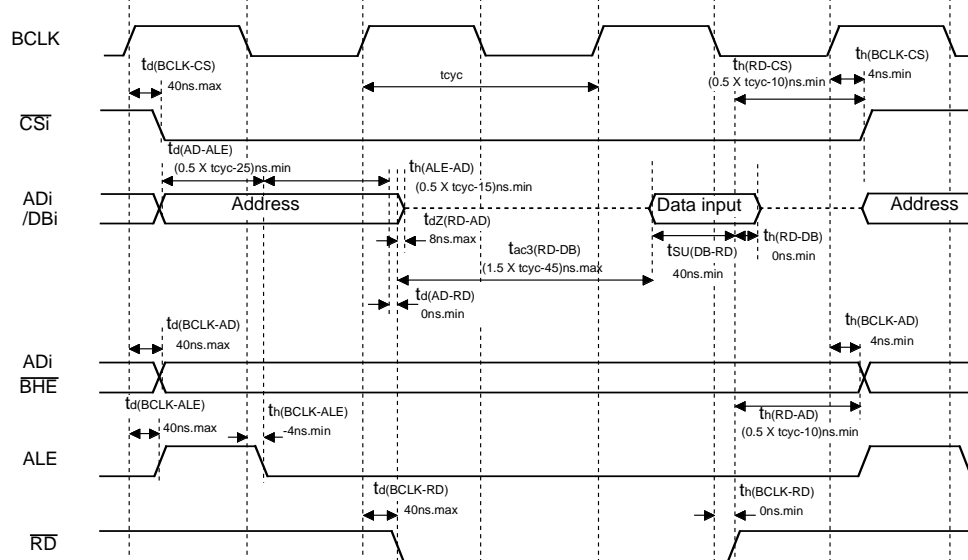 BCLK
td(BCLK-CS)
40ns.max
tcyc
th(RD-CS)
(0.5 X tcyc-10)ns.min
th(BCLK-CS)
4ns.min
CSi
td(AD-ALE)
(0.5 X tcyc-25)ns.min
th(ALE-AD)
(0.5 X tcyc-15)ns.min
ADi
/DBi
Address
Data input
Address
tdZ(RD-AD)
8ns.max
tac3(RD-DB)
(1.5 X tcyc-45)ns.max
tSU(DB-RD)
40ns.min
th(RD-DB)
0ns.min
td(AD-RD)
0ns.min
td(BCLK-AD)
40ns.max
th(BCLK-AD)
4ns.min
ADi
BHE
td(BCLK-ALE)
40ns.max
th(BCLK-ALE)
-4ns.min
th(RD-AD)
(0.5 X tcyc-10)ns.min
ALE
td(BCLK-RD)
40ns.max
th(BCLK-RD)
0ns.min
RD